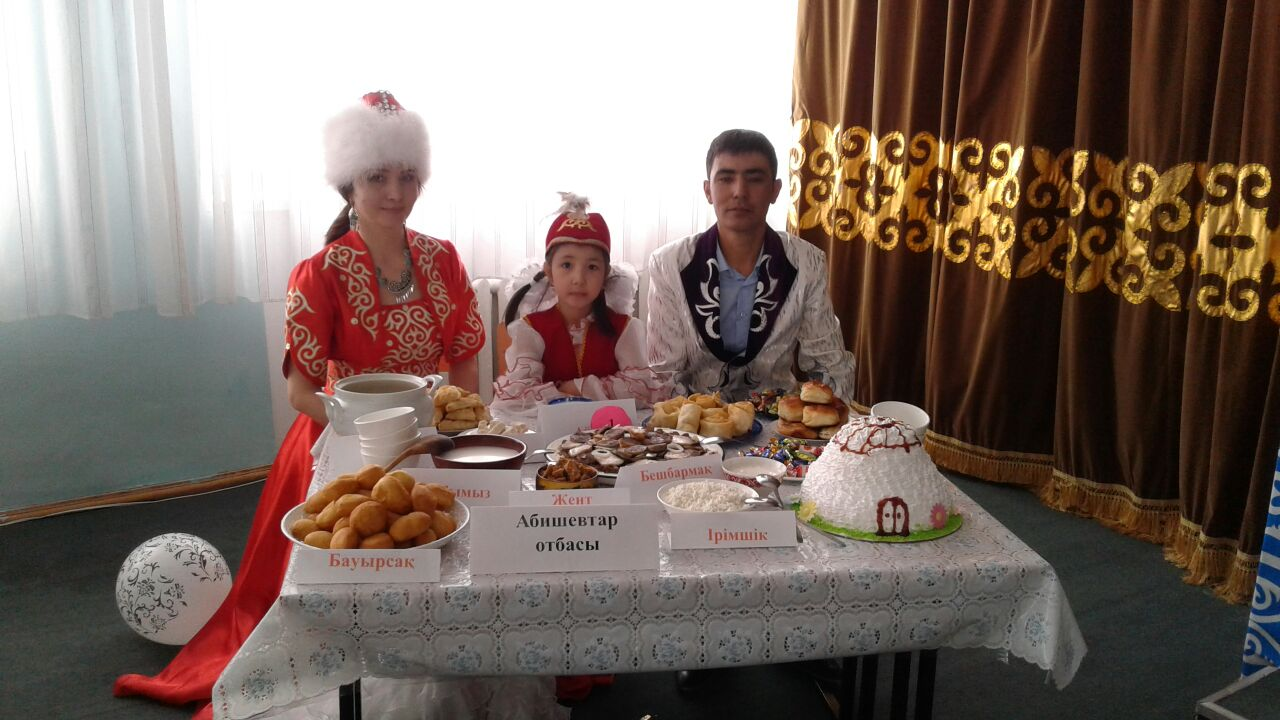 Бешбармақ
Жент
Абишевтар
отбасы
Ірімшік
Бауырсақ